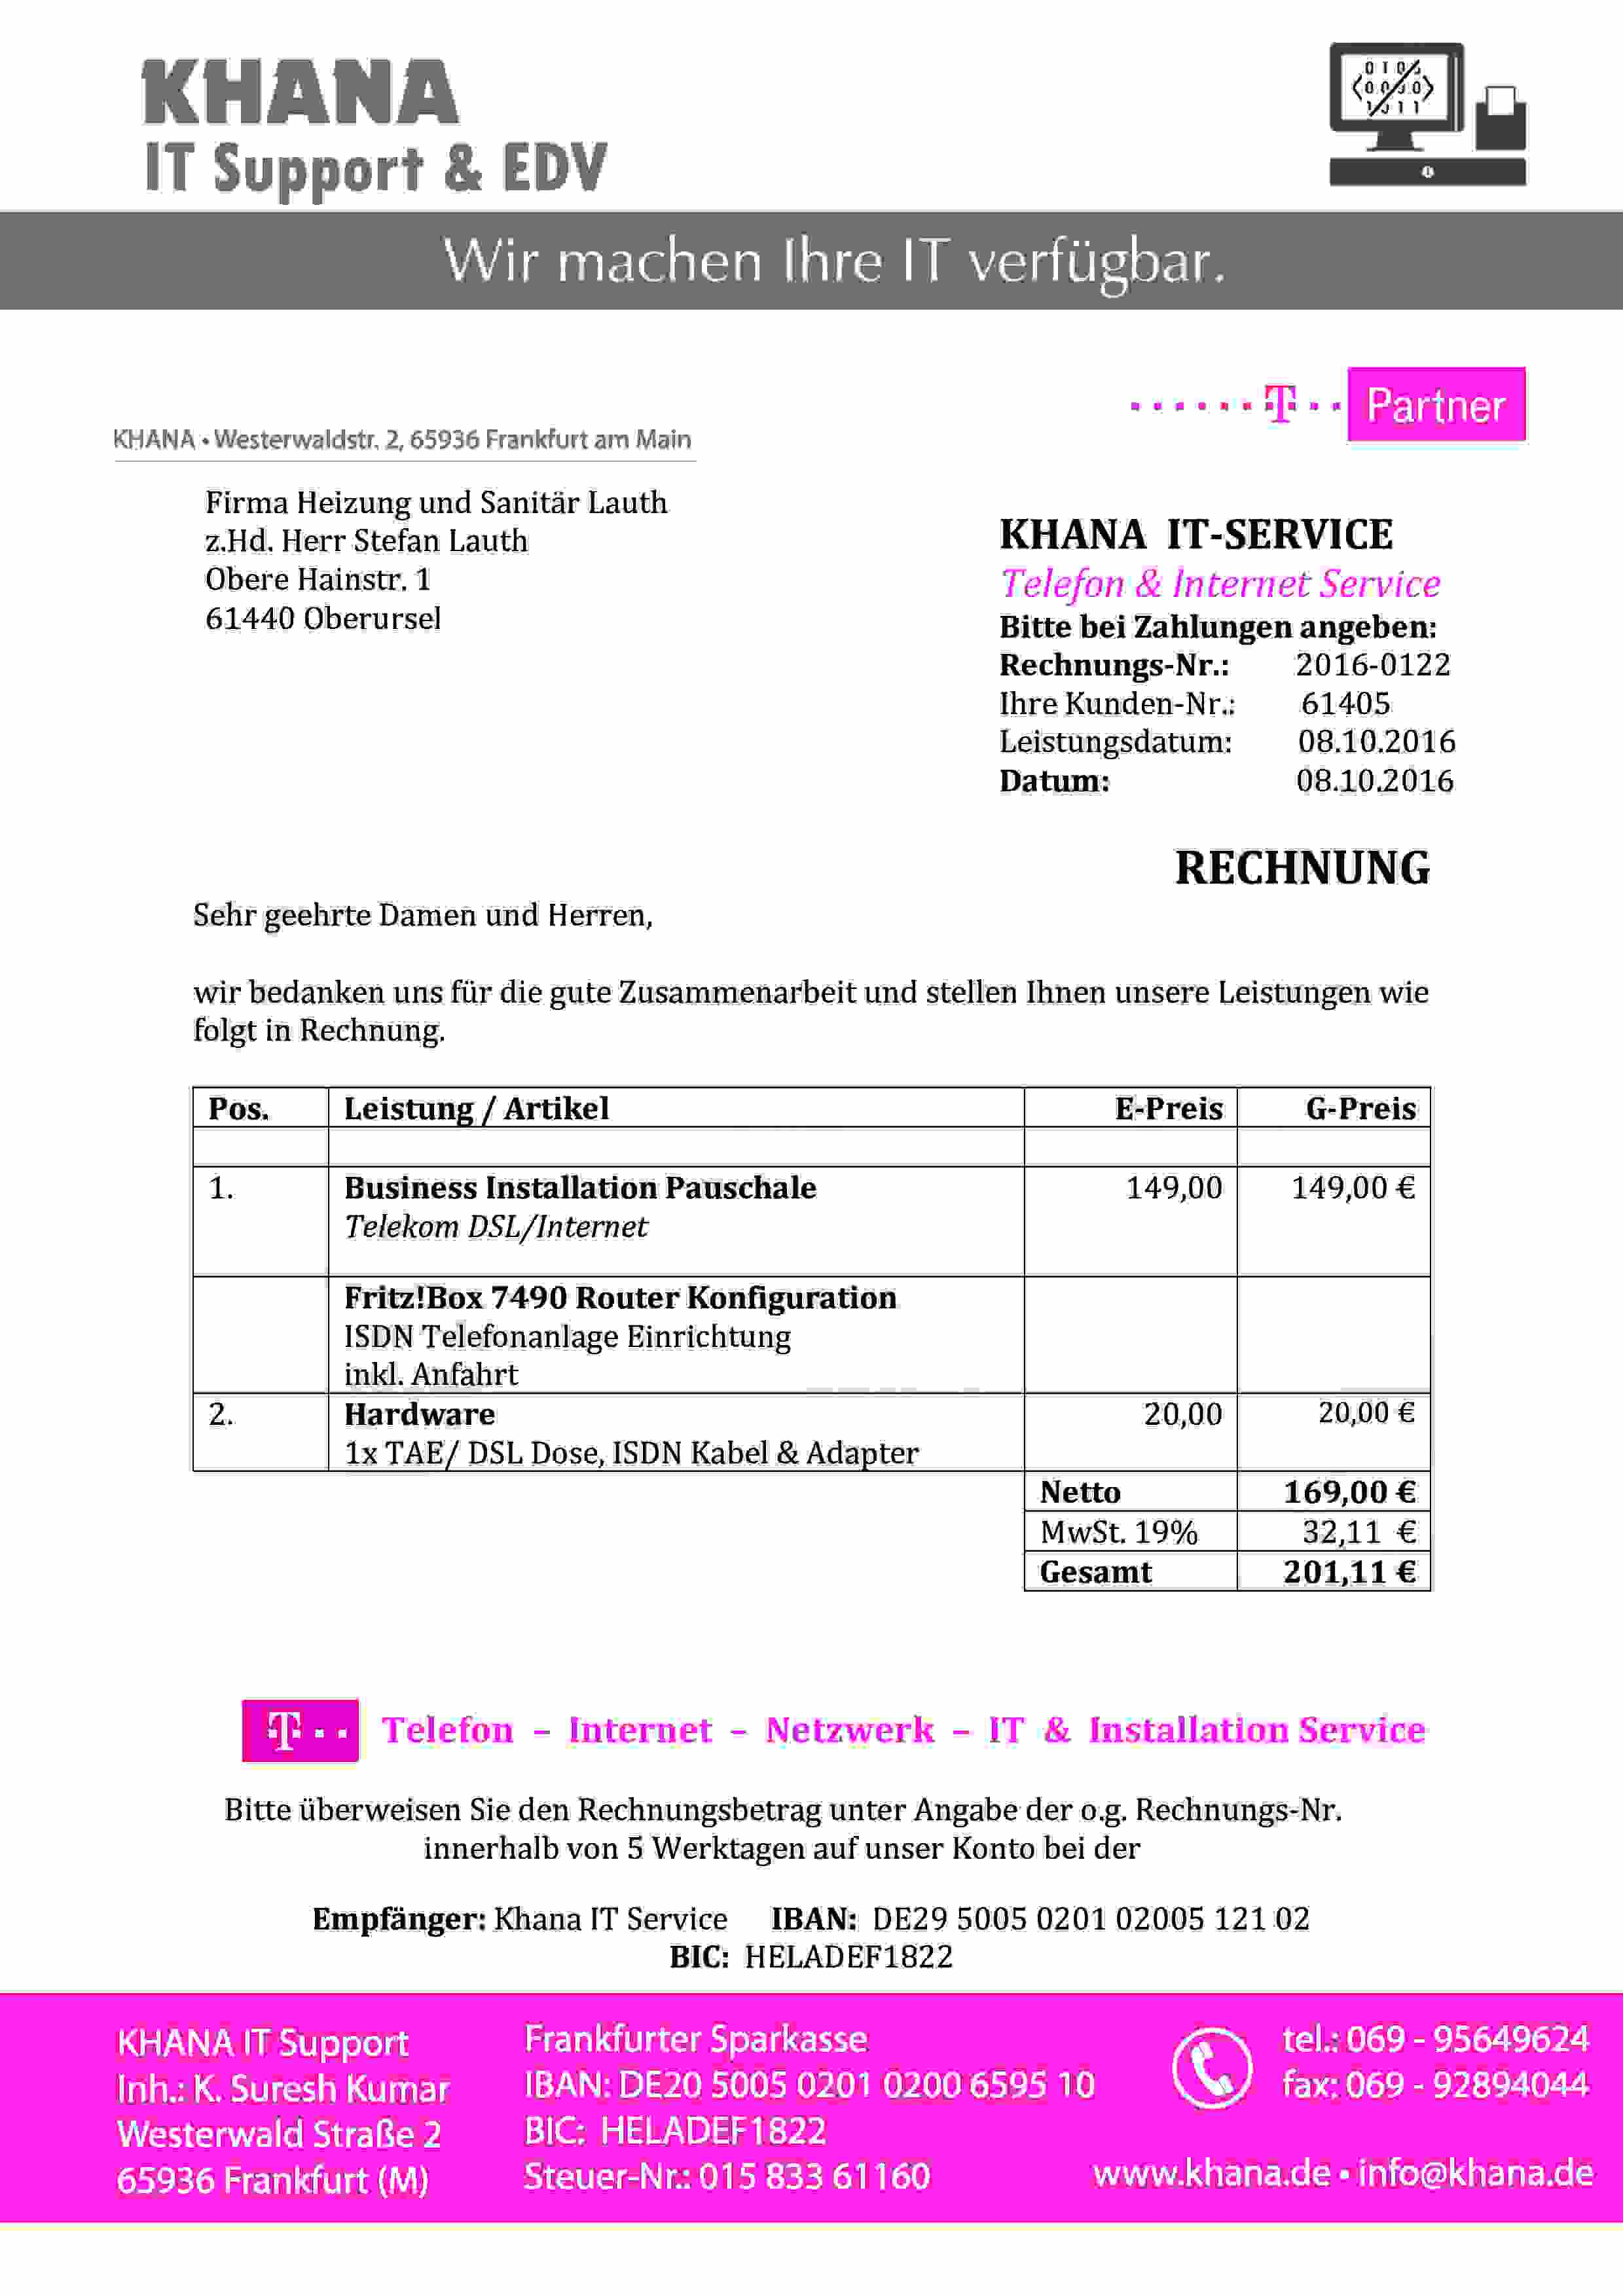 KHANA
IT Support & EDV
Wir machen Ihre IT verfügbar.
T Partner
KHANA • Westerwaldstr. 2, 65936 Frankfurt am Main
Firma Heizung und Sanitär Lauth
z.Hd. Herr Stefan Lauth
Obere Hainstr. 1
61440 Oberursel
KHANA IT-SERVICE
Telefon & Internet Service
Bitte bei Zahlungen angeben:
Rechnungs-Nr.: 2016-0122
Ihre Kunden-Nr.: 61405
Leistungsdatum: 08.10.2016
Datum: 08.10.2016
RECHNUNG
Sehr geehrte Damen und Herren,
wir bedanken uns für die gute Zusammenarbeit und stellen Ihnen unsere Leistungen wie
folgt in Rechnung.
Pos. Leistung / Artikel E-Preis G-Preis
1. Business Installation Pauschale 149,00 149,00 €
Telekom DSL/Internet
Fritz!Box 7490 Router Konfiguration
ISDN Telefonanlage Einrichtung
inkl. Anfahrt
2. Hardware 20,00 20,00 €
1x TAE/ DSL Dose, ISDN Kabel & Adapter
Netto 169,00 €
MwSt. 19% 32,11 €
Gesamt 201,11 €
T Telefon – Internet – Netzwerk – IT & Installation Service
Bitte überweisen Sie den Rechnungsbetrag unter Angabe der o.g. Rechnungs-Nr.
innerhalb von 5 Werktagen auf unser Konto bei der
Empfänger: Khana IT Service IBAN: DE29 5005 0201 02005 121 02
BIC: HELADEF1822
KHANA IT Support
Inh.: K. Suresh Kumar
Westerwald Straße 2
65936 Frankfurt (M)
Frankfurter Sparkasse
IBAN: DE20 5005 0201 0200 6595 10
BIC: HELADEF1822
Steuer-Nr.: 015 833 61160
tel.: 069 - 95649624
fax: 069 - 92894044
www.khana.de • info@khana.de